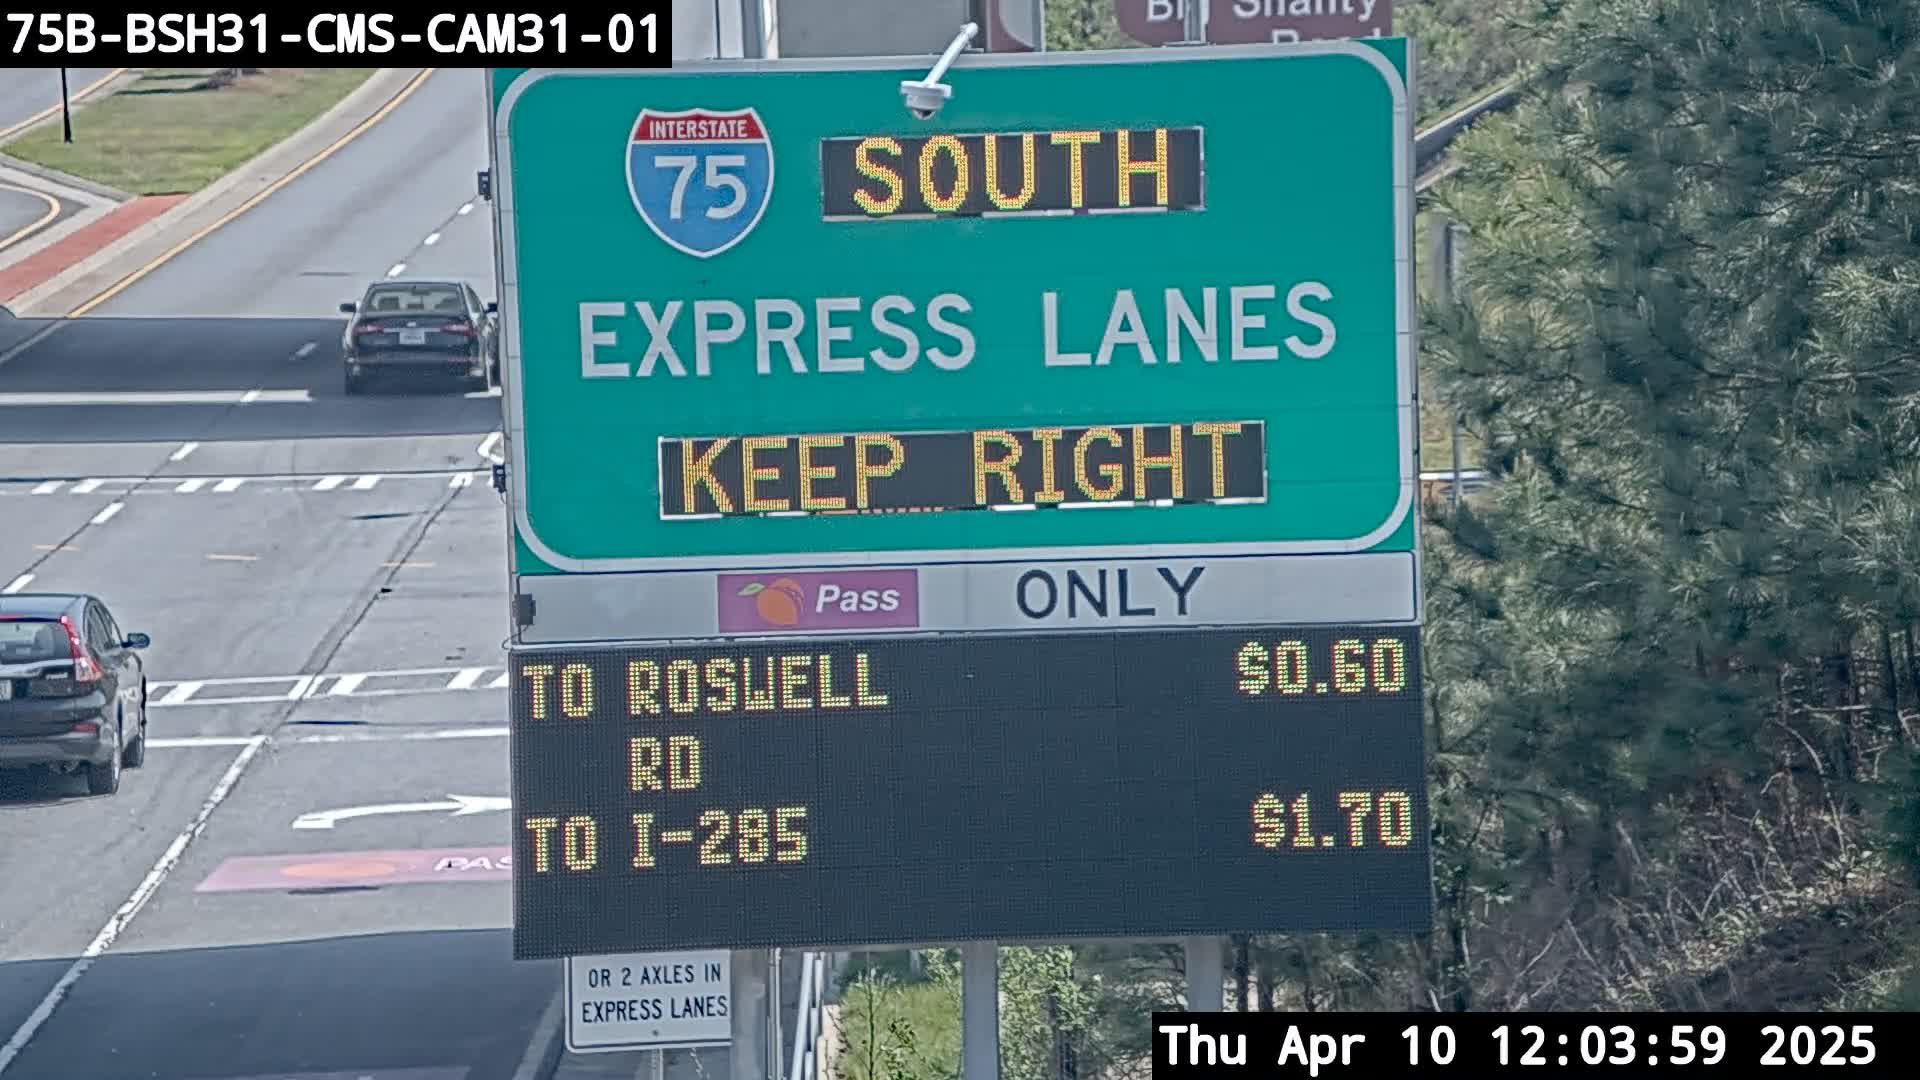 75B-BSH31-CMS-CAM31-01
Shanty
INTERSTATE
75
SOUTH
EXPRESS LANES
KEEP RIGHT
Pass ONLY
TO ROSWELL $0.60
RD
TO I-285 $1.70
OR 2 AXLES IN
EXPRESS LANES
Thu Apr 10 12:03:59 2025